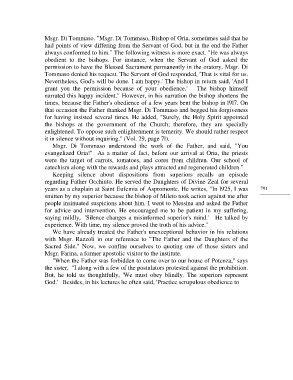 Msgr. Di Tommaso. "Msgr. Di Tommaso, Bishop of Oria, sometimes said that he
had points of view differing from the Servant of God, but in the end the Father
always conformed to him." The following witness is more exact. "He was always
obedient to the bishops. For instance, when the Servant of God asked the
permission to have the Blessed Sacrament permanently in the oratory, Msgr. Di
Tommaso denied his request. The Servant of God responded, 'That is vital for us.
Nevertheless, God's will be done. I am happy.' The bishop in return said, 'And I
grant you the permission because of your obedience.' The bishop himself
narrated this happy incident." However, in his narration the bishop shortens the
times, because the Father's obedience of a few years bent the bishop in 1917. On
that occasion the Father thanked Msgr. Di Tommaso and begged his forgiveness
for having insisted several times. He added, "Surely, the Holy Spirit appointed
the bishops at the government of the Church; therefore, they are specially
enlightened. To oppose such enlightenment is temerity. We should rather respect
it in silence without inquiring" (Vol. 29, page 70).
Msgr. Di Tommaso understood the work of the Father, and said, "You
evangelized Oria!" As a matter of fact, before our arrival at Oria, the priests
were the target of carrots, tomatoes, and cores from children. Our school of
catechism along with the rewards and plays attracted and regenerated children."
Keeping silence about dispositions from superiors recalls an episode
regarding Father Occhiuto. He served the Daughters of Divine Zeal for several
years as a chaplain at Saint Eufemia of Aspromonte. He writes, "In 1925, I was
smitten by my superior because the bishop of Mileto took action against me after
people insinuated suspicions about him. I went to Messina and asked the Father
for advice and intervention. He encouraged me to be patient in my suffering,
saying mildly, 'Silence changes a misinformed superior's mind.' He talked by
experience. With time, my silence proved the truth of his advice."
We have already treated the Father's unexceptional behavior in his relations
with Msgr. Razzoli in our reference to "The Father and the Daughters of the
Sacred Side." Now, we confine ourselves to quoting one of those sisters and
Msgr. Farina, a former apostolic visitor to the institute.
"When the Father was forbidden to come over to our house of Potenza," says
the sister, "I along with a few of the postulators protested against the prohibition.
But, he told us thoughtfully, 'We must obey blindly. The superiors represent
God.' Besides, in his lectures he often said, 'Practice scrupulous obedience to